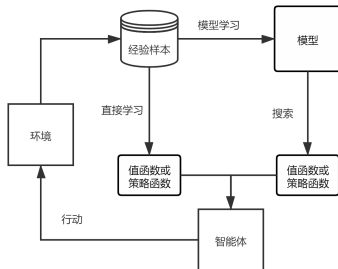 模型学习
经验样本
模型
直接学习
搜索
环境
值函数或
策略函数
值函数或
策略函数
行动
智能体